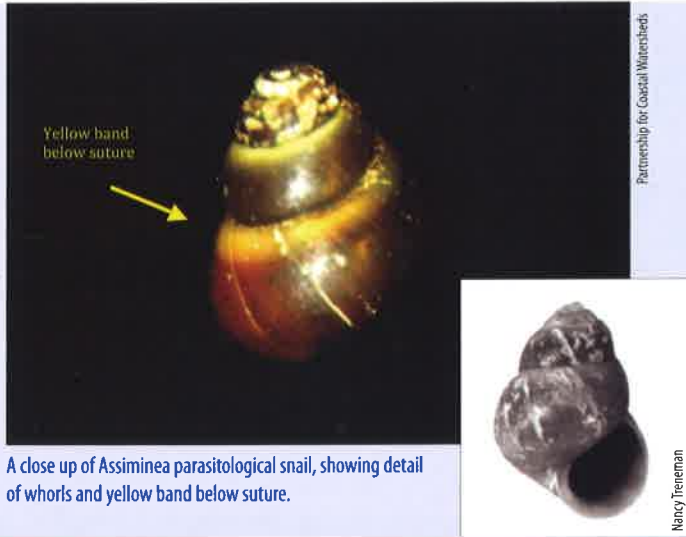 Yellow band
below suture
Partnership for Coastal Watersheds
A close up of Assiminea parasitological snail, showing detail
of whorls and yellow band below suture.
Nancy Treneman